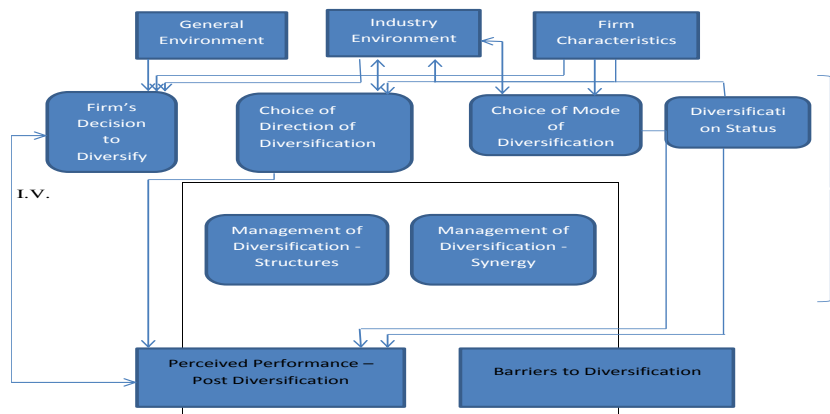 General
Environment
Industry
Environment
Firm
Characteristics
Firm's
Decision
to
Diversify
Choice of
Direction of
Diversification
Choice of Mode
of
Diversification
Diversificati
on Status
I.V.
Management of
Diversification -
Structures
Management of
Diversification -
Synergy
Perceived Performance –
Post Diversification
Barriers to Diversification